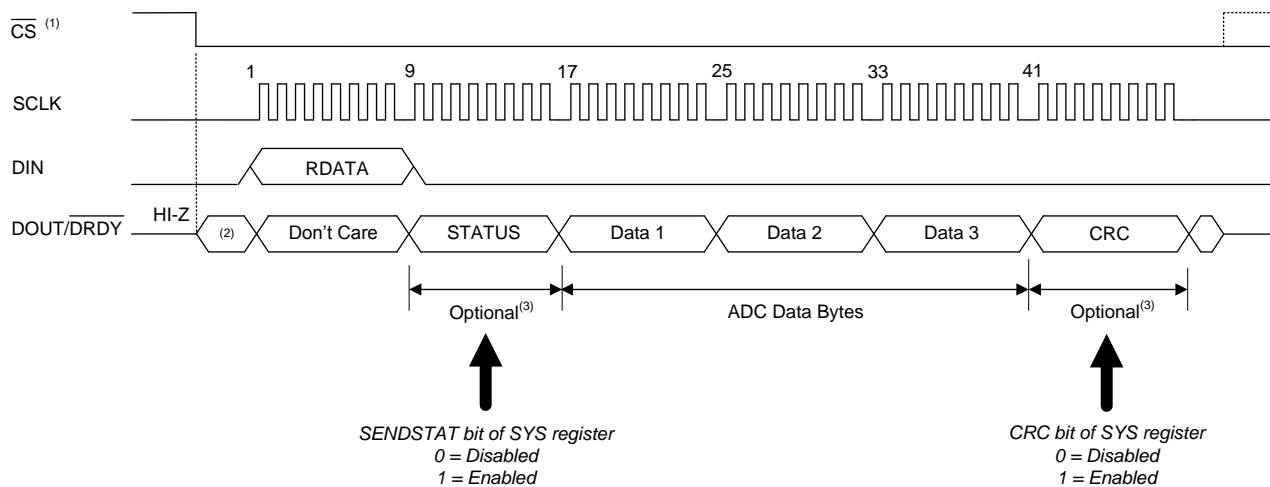 CS (1)
1 9 17 25 33 41
SCLK
DIN RDATA
HI-Z
DOUT/DRDY (2) Don't Care STATUS Data 1 Data 2 Data 3 CRC
Optional(3) ADC Data Bytes Optional(3)
SENDSTAT bit of SYS register
0 = Disabled
1 = Enabled
CRC bit of SYS register
0 = Disabled
1 = Enabled